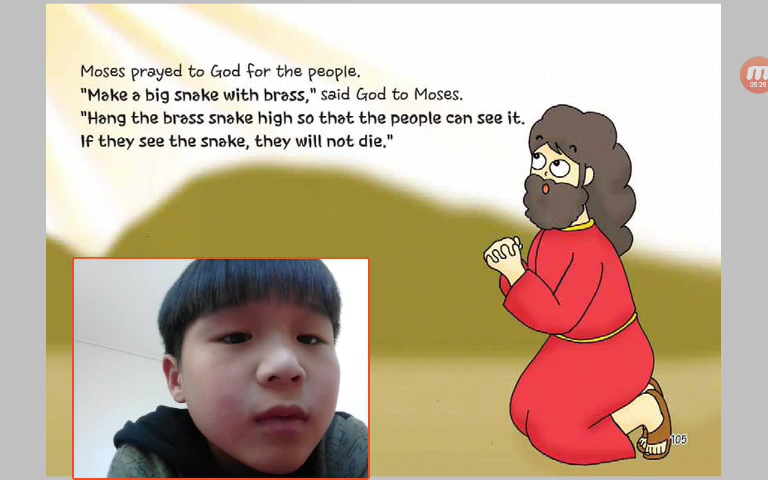 Moses prayed to God for the people.
"Make a big snake with brass," said God to Moses.
"Hang the brass snake high so that the people can see it.
If they see the snake, they will not die."
05:29
105